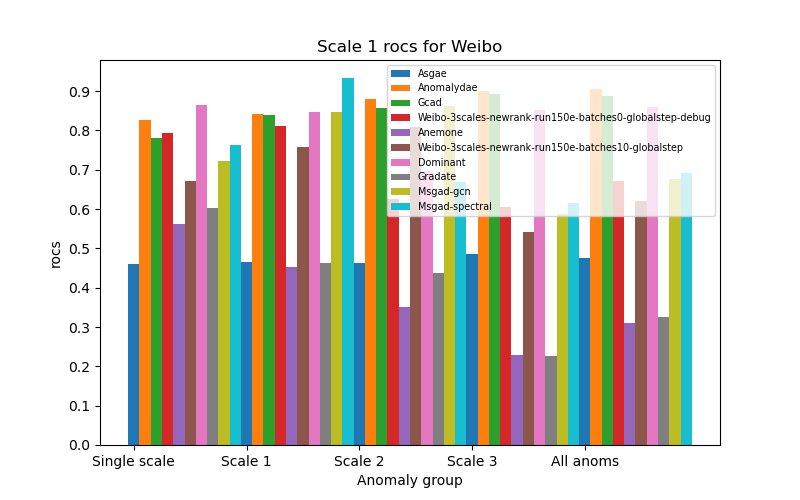 Scale 1 rocs for Weibo
rocs
0.9
0.8
0.7
0.6
0.5
0.4
0.3
0.2
0.1
0.0
Asgae
Anomalydae
Gcad
Weibo-3scales-newrank-run150e-batches0-globalstep-debug
Anemone
Weibo-3scales-newrank-run150e-batches10-globalstep
Dominant
Gradate
Msgad-gcn
Msgad-spectral
Single scale
Scale 1
Scale 2
Scale 3
All anoms
Anomaly group